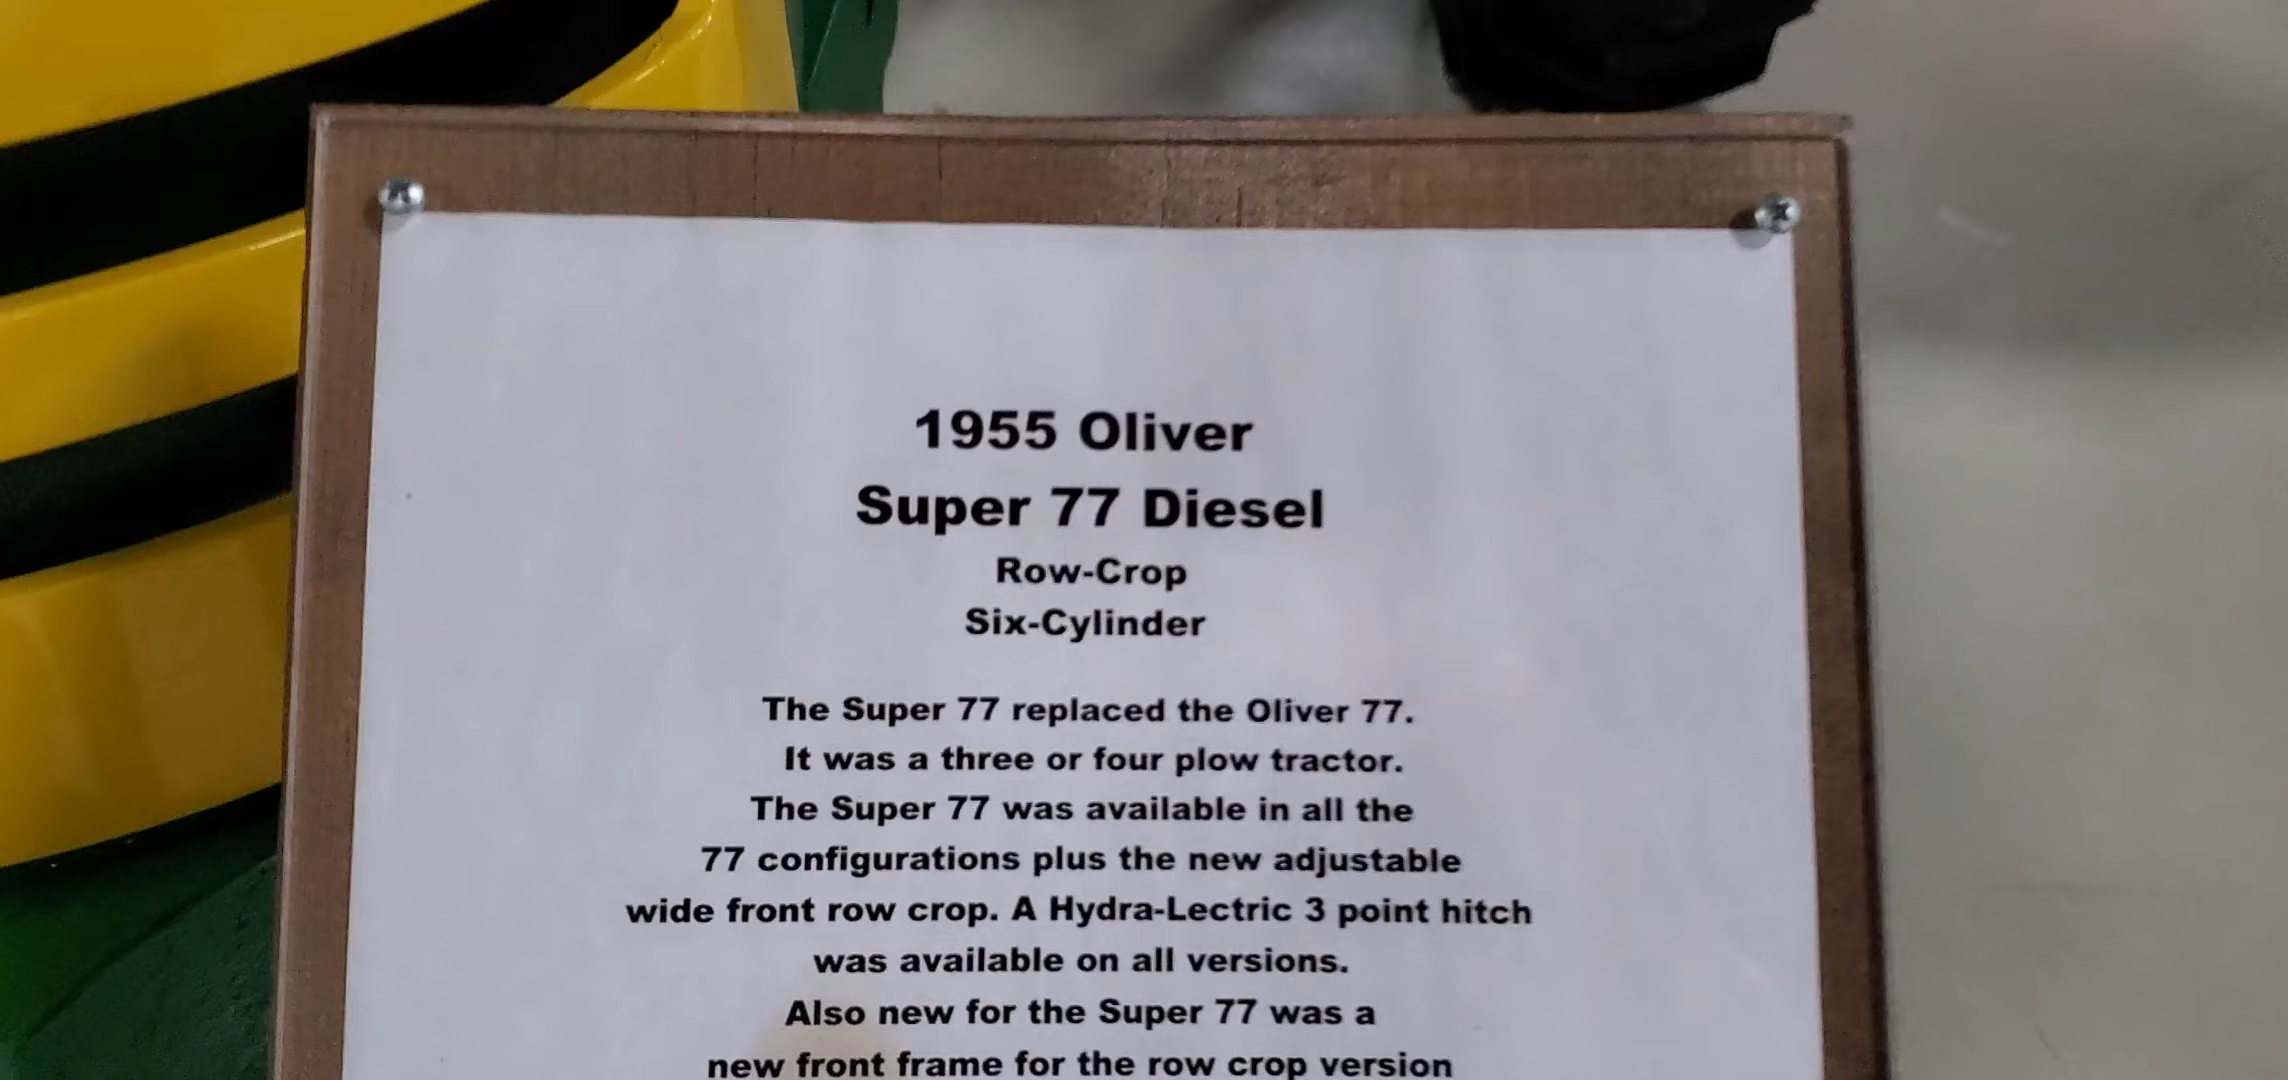 1955 Oliver
Super 77 Diesel
Row-Crop
Six-Cylinder
The Super 77 replaced the Oliver 77.
It was a three or four plow tractor.
The Super 77 was available in all the
77 configurations plus the new adjustable
wide front row crop. A Hydra-Lectric 3 point hitch
was available on all versions.
Also new for the Super 77 was a
new front frame for the row crop version